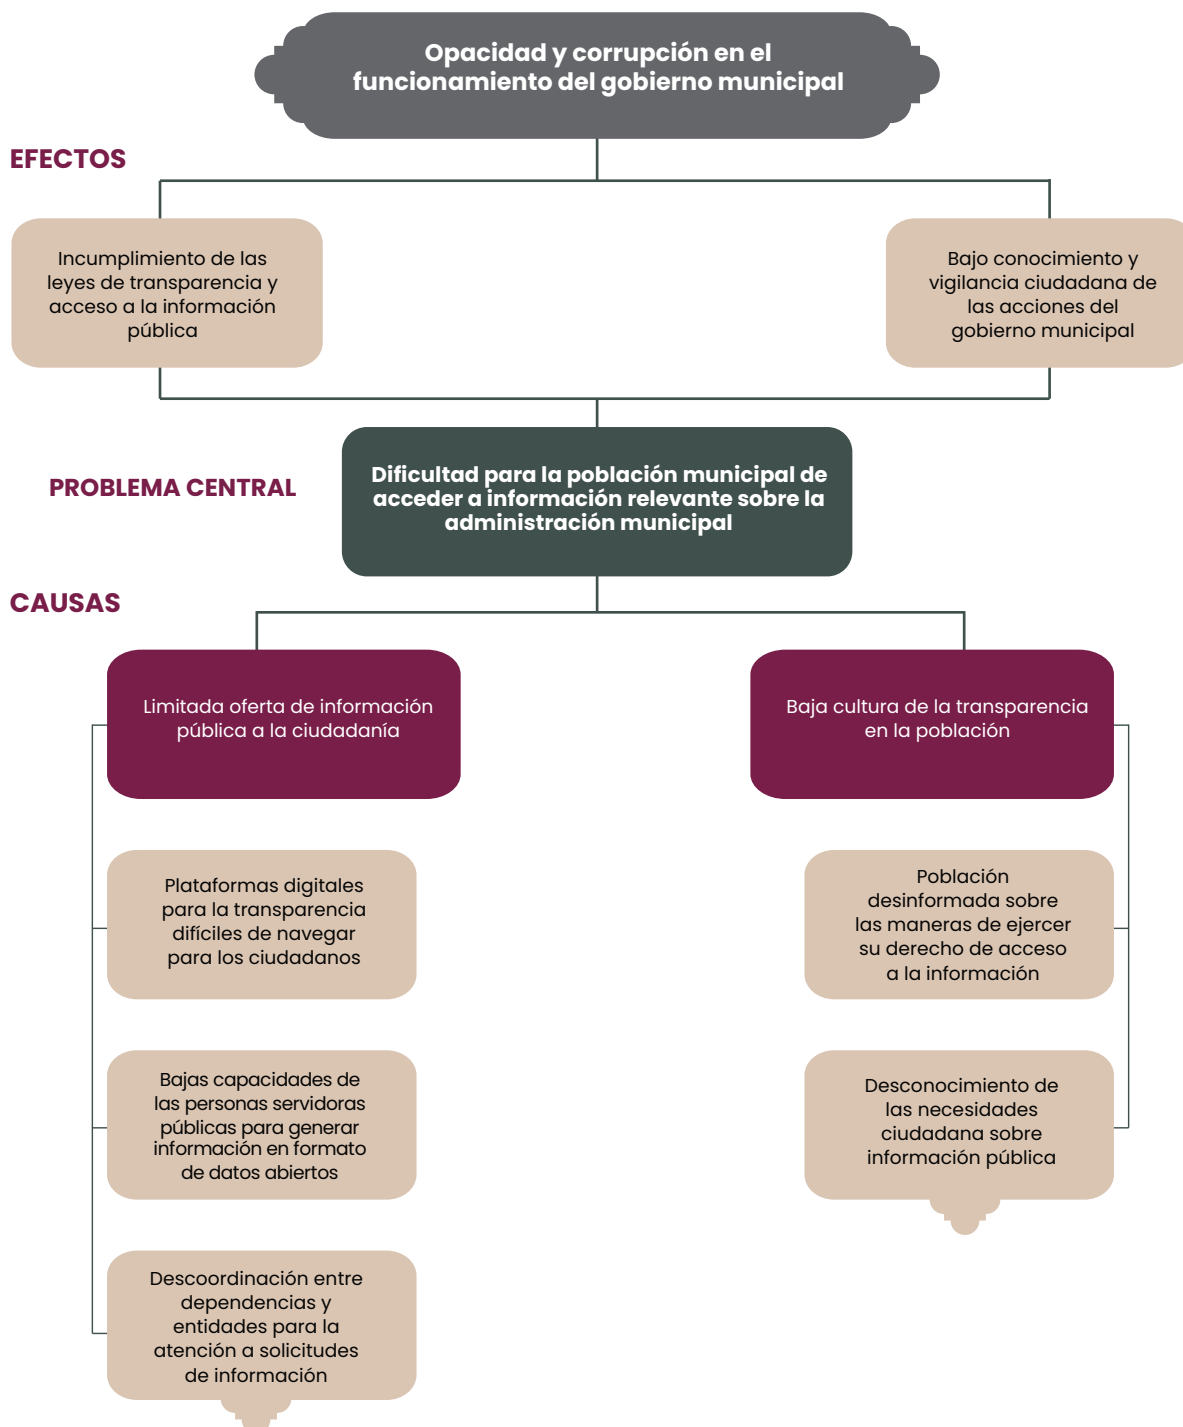 Opacidad y corrupción en el
funcionamiento del gobierno municipal
EFECTOS
Incumplimiento de las
leyes de transparencia y
acceso a la información
pública
Bajo conocimiento y
vigilancia ciudadana de
las acciones del
gobierno municipal
PROBLEMA CENTRAL
Dificultad para la población municipal de
acceder a información relevante sobre la
administración municipal
CAUSAS
Limitada oferta de información
pública a la ciudadanía
Plataformas digitales
para la transparencia
difíciles de navegar
para los ciudadanos
Bajas capacidades de
las personas servidoras
públicas para generar
información en formato
de datos abiertos
Descoordinación entre
dependencias y
entidades para la
atención a solicitudes
de información
Baja cultura de la transparencia
en la población
Población
desinformada sobre
las maneras de ejercer
su derecho de acceso
a la información
Desconocimiento de
las necesidades
ciudadana sobre
información pública